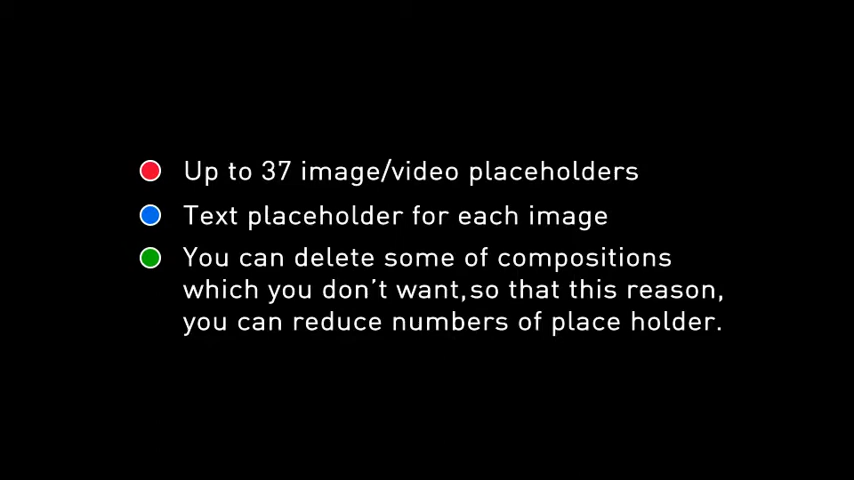 Up to 37 image/video placeholders
Text placeholder for each image
You can delete some of compositions
which you don't want,so that this reason,
you can reduce numbers of place holder.